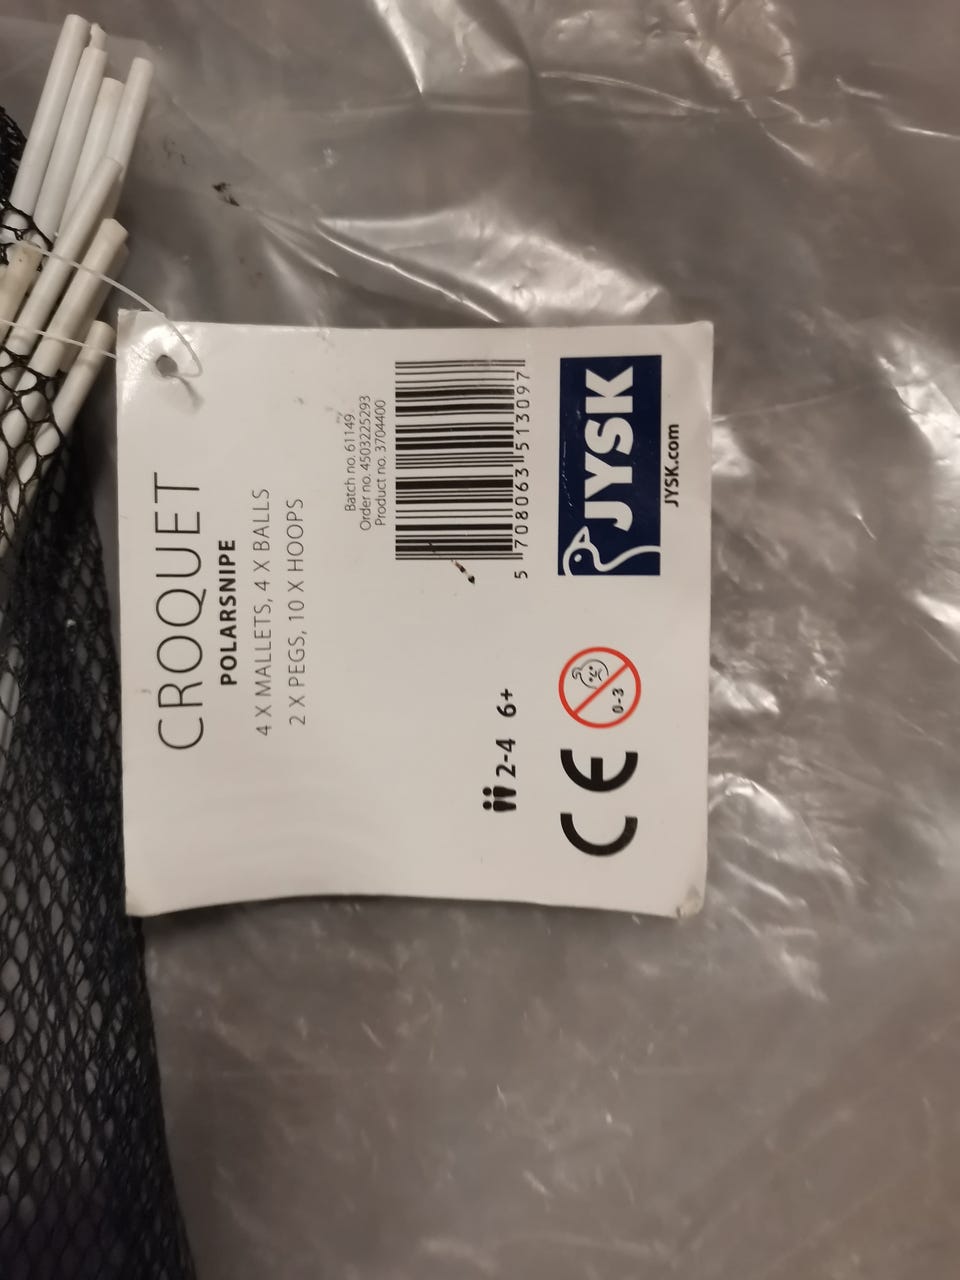 CROQUET
POLARSNIPE
4 X MALLETS, 4 X BALLS
2 X PEGS, 10 X HOOPS
Batch no. 61149
Order no. 4503225293
Product no. 3704400
5 708063 513097
2-4 6+
JYSK
JYSK.com
CE
0-3